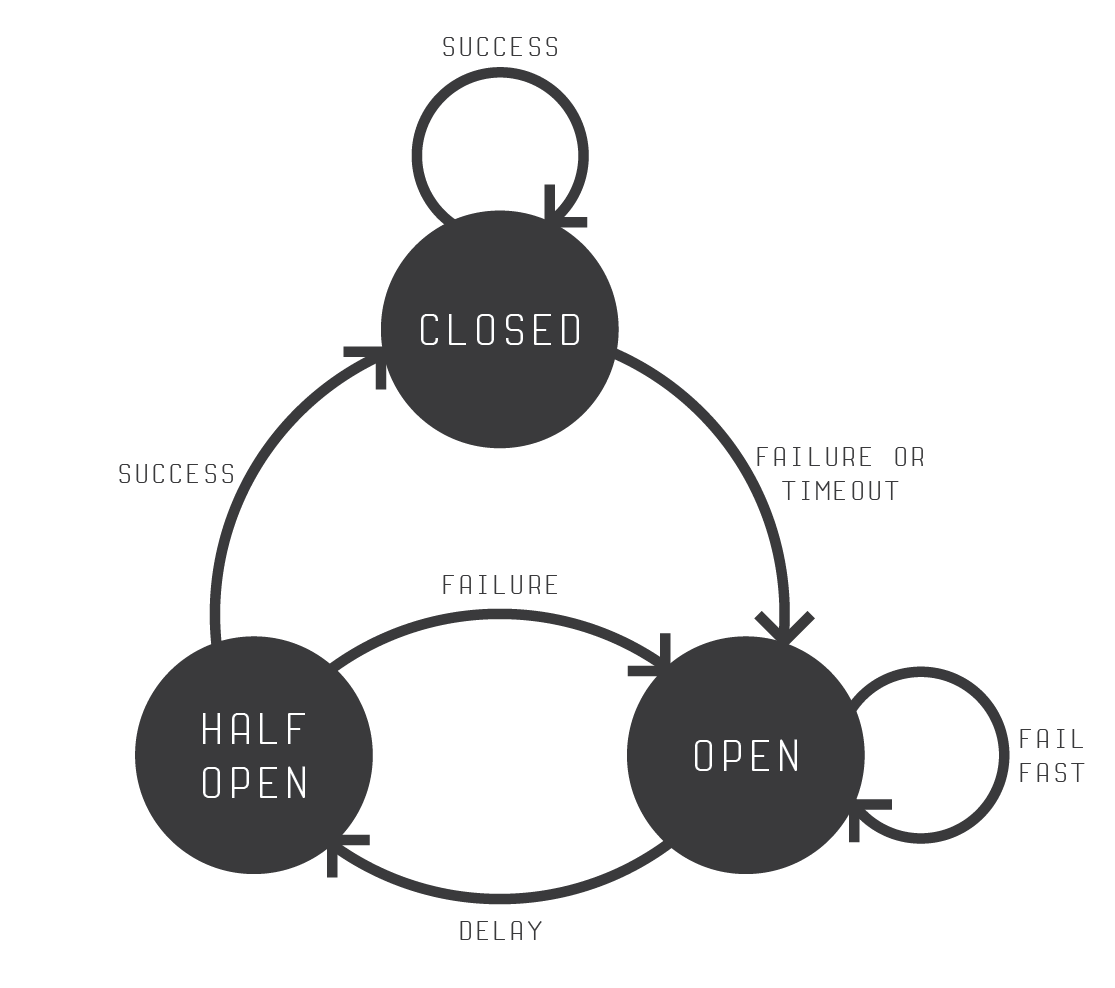 SUCCESS
CLOSED
FAILURE OR
TIMEOUT
SUCCESS
FAILURE
HALF
OPEN
OPEN
FAIL
FAST
DELAY